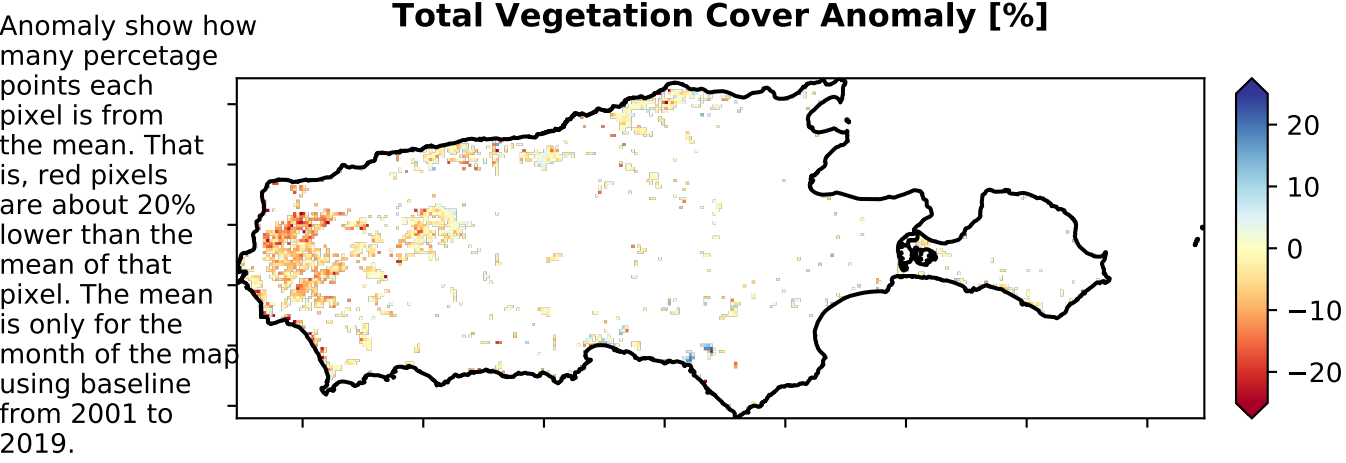 Total Vegetation Cover Anomaly [%]
Anomaly show how
many percetage
points each
pixel is from
the mean. That
is, red pixels
are about 20%
lower than the
mean of that
pixel. The mean
is only for the
month of the map
using baseline
from 2001 to
2019.
20
10
0
−10
−20